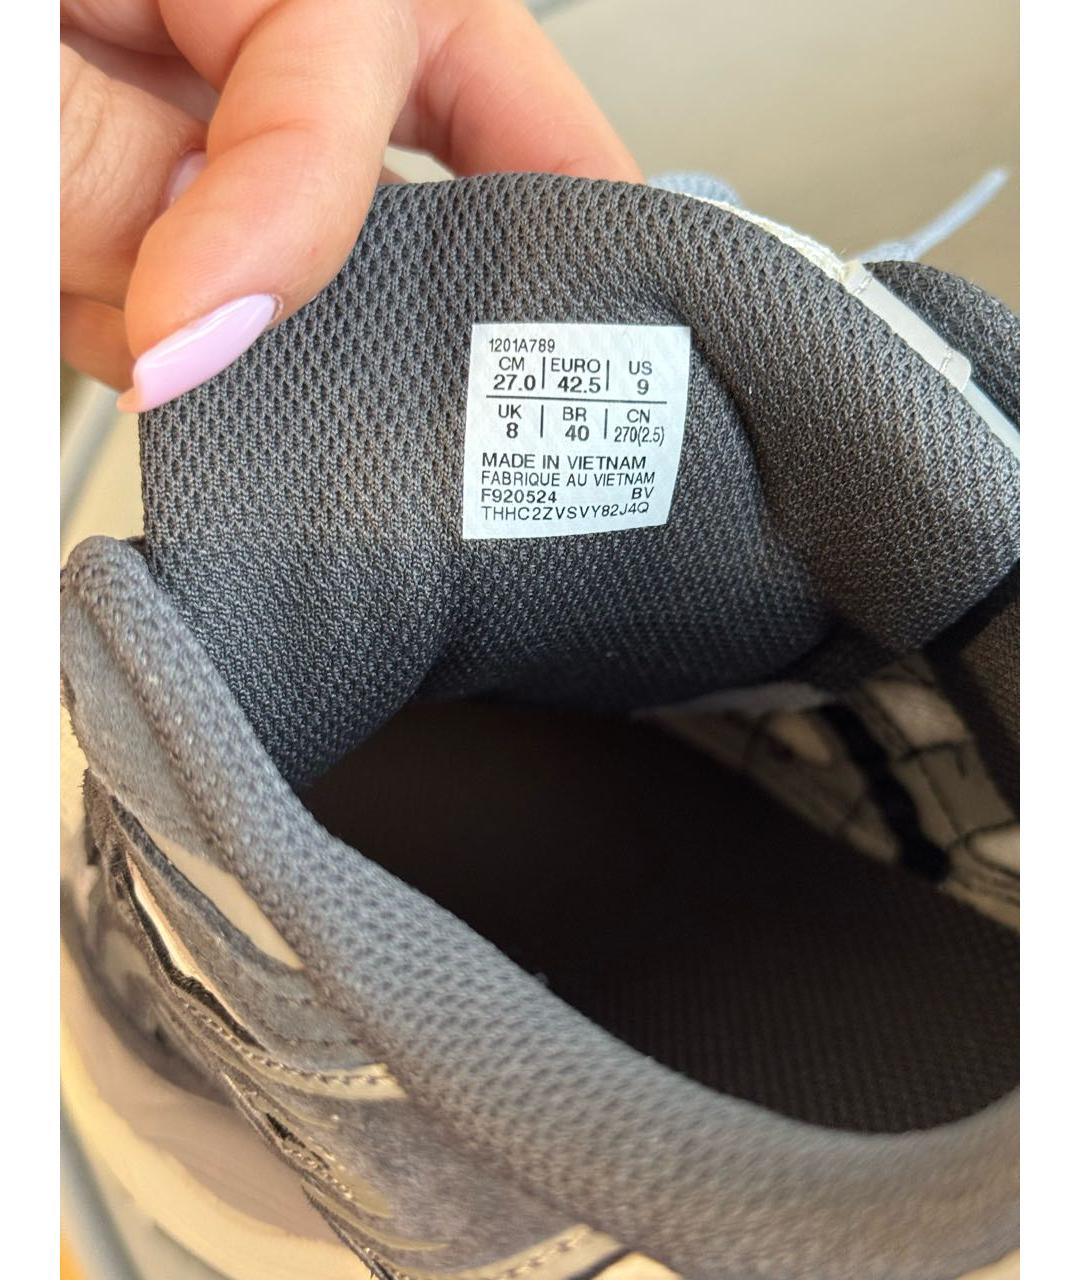 1201A789
CM | EURO | US
27.0 | 42.5 | 9
UK | BR | CN
8 | 40 | 270(2.5)
MADE IN VIETNAM
FABRIQUE AU VIETNAM
F920524 BV
THHC2ZVSVY82J4Q